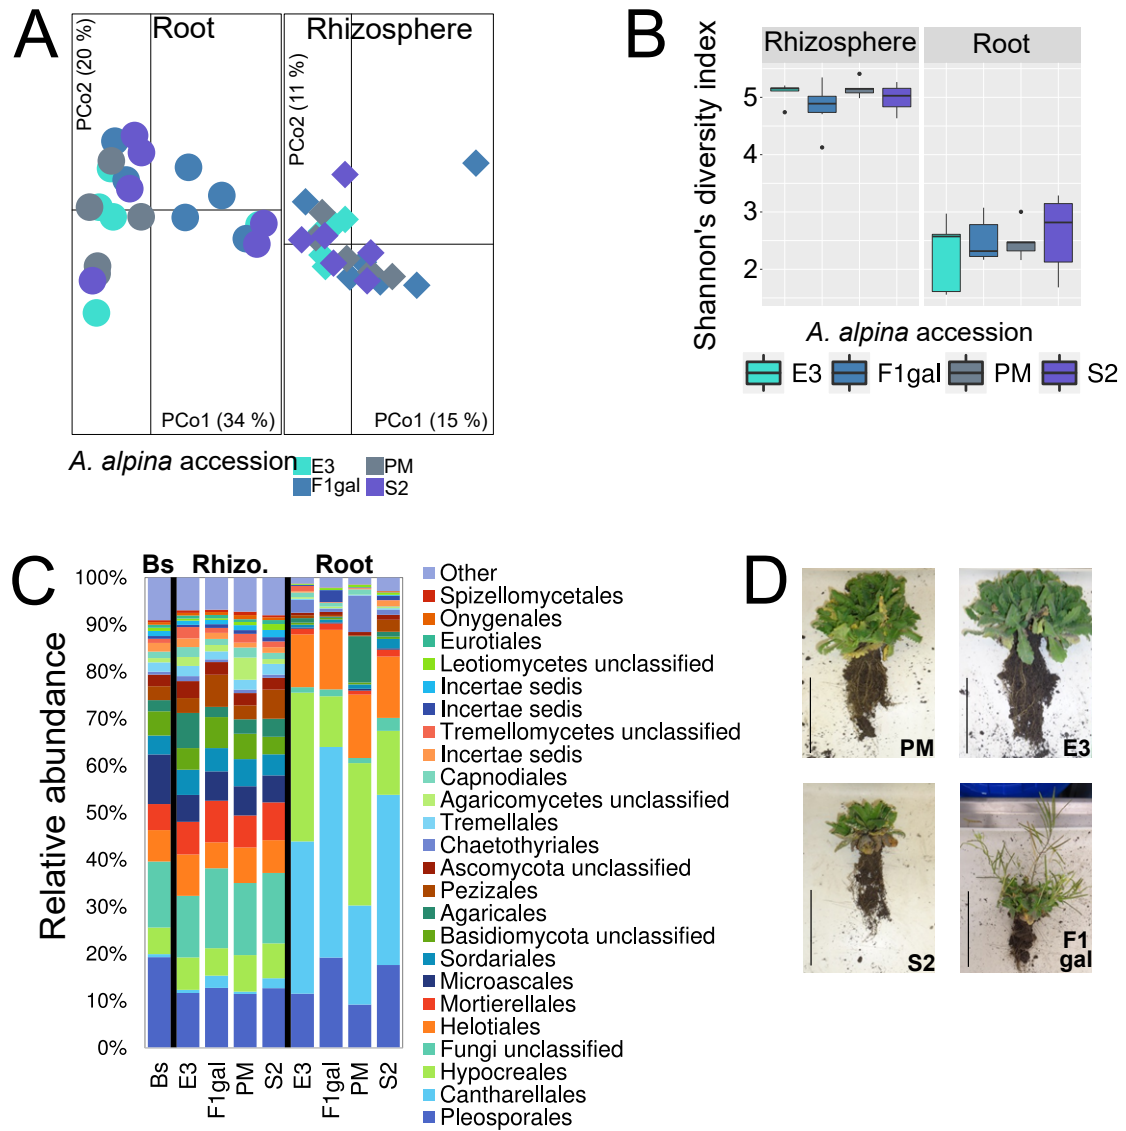 A
Root
Rhizosphere
PCo2 (20 %)
PCo2 (11 %)
PCo1 (34 %)
PCo1 (15 %)
A. alpina accession
E3
PM
F1gal
S2
B
Rhizosphere
Root
Shannon's diversity index
5
4
3
2
A. alpina accession
E3
F1gal
PM
S2
C
Bs
Rhizo.
Root
Relative abundance
100%
90%
80%
70%
60%
50%
40%
30%
20%
10%
0%
Bs
E3
F1gal
PM
S2
E3
F1gal
PM
S2
Other
Spizellomycetales
Onygenales
Eurotiales
Leotiomycetes unclassified
Incertae sedis
Incertae sedis
Tremellomycetes unclassified
Incertae sedis
Capnodiales
Agaricomycetes unclassified
Tremellales
Chaetothyriales
Ascomycota unclassified
Pezizales
Agaricales
Basidiomycota unclassified
Sordariales
Microascales
Mortierellales
Helotiales
Fungi unclassified
Hypocreales
Cantharellales
Pleosporales
D
PM
E3
S2
F1
gal